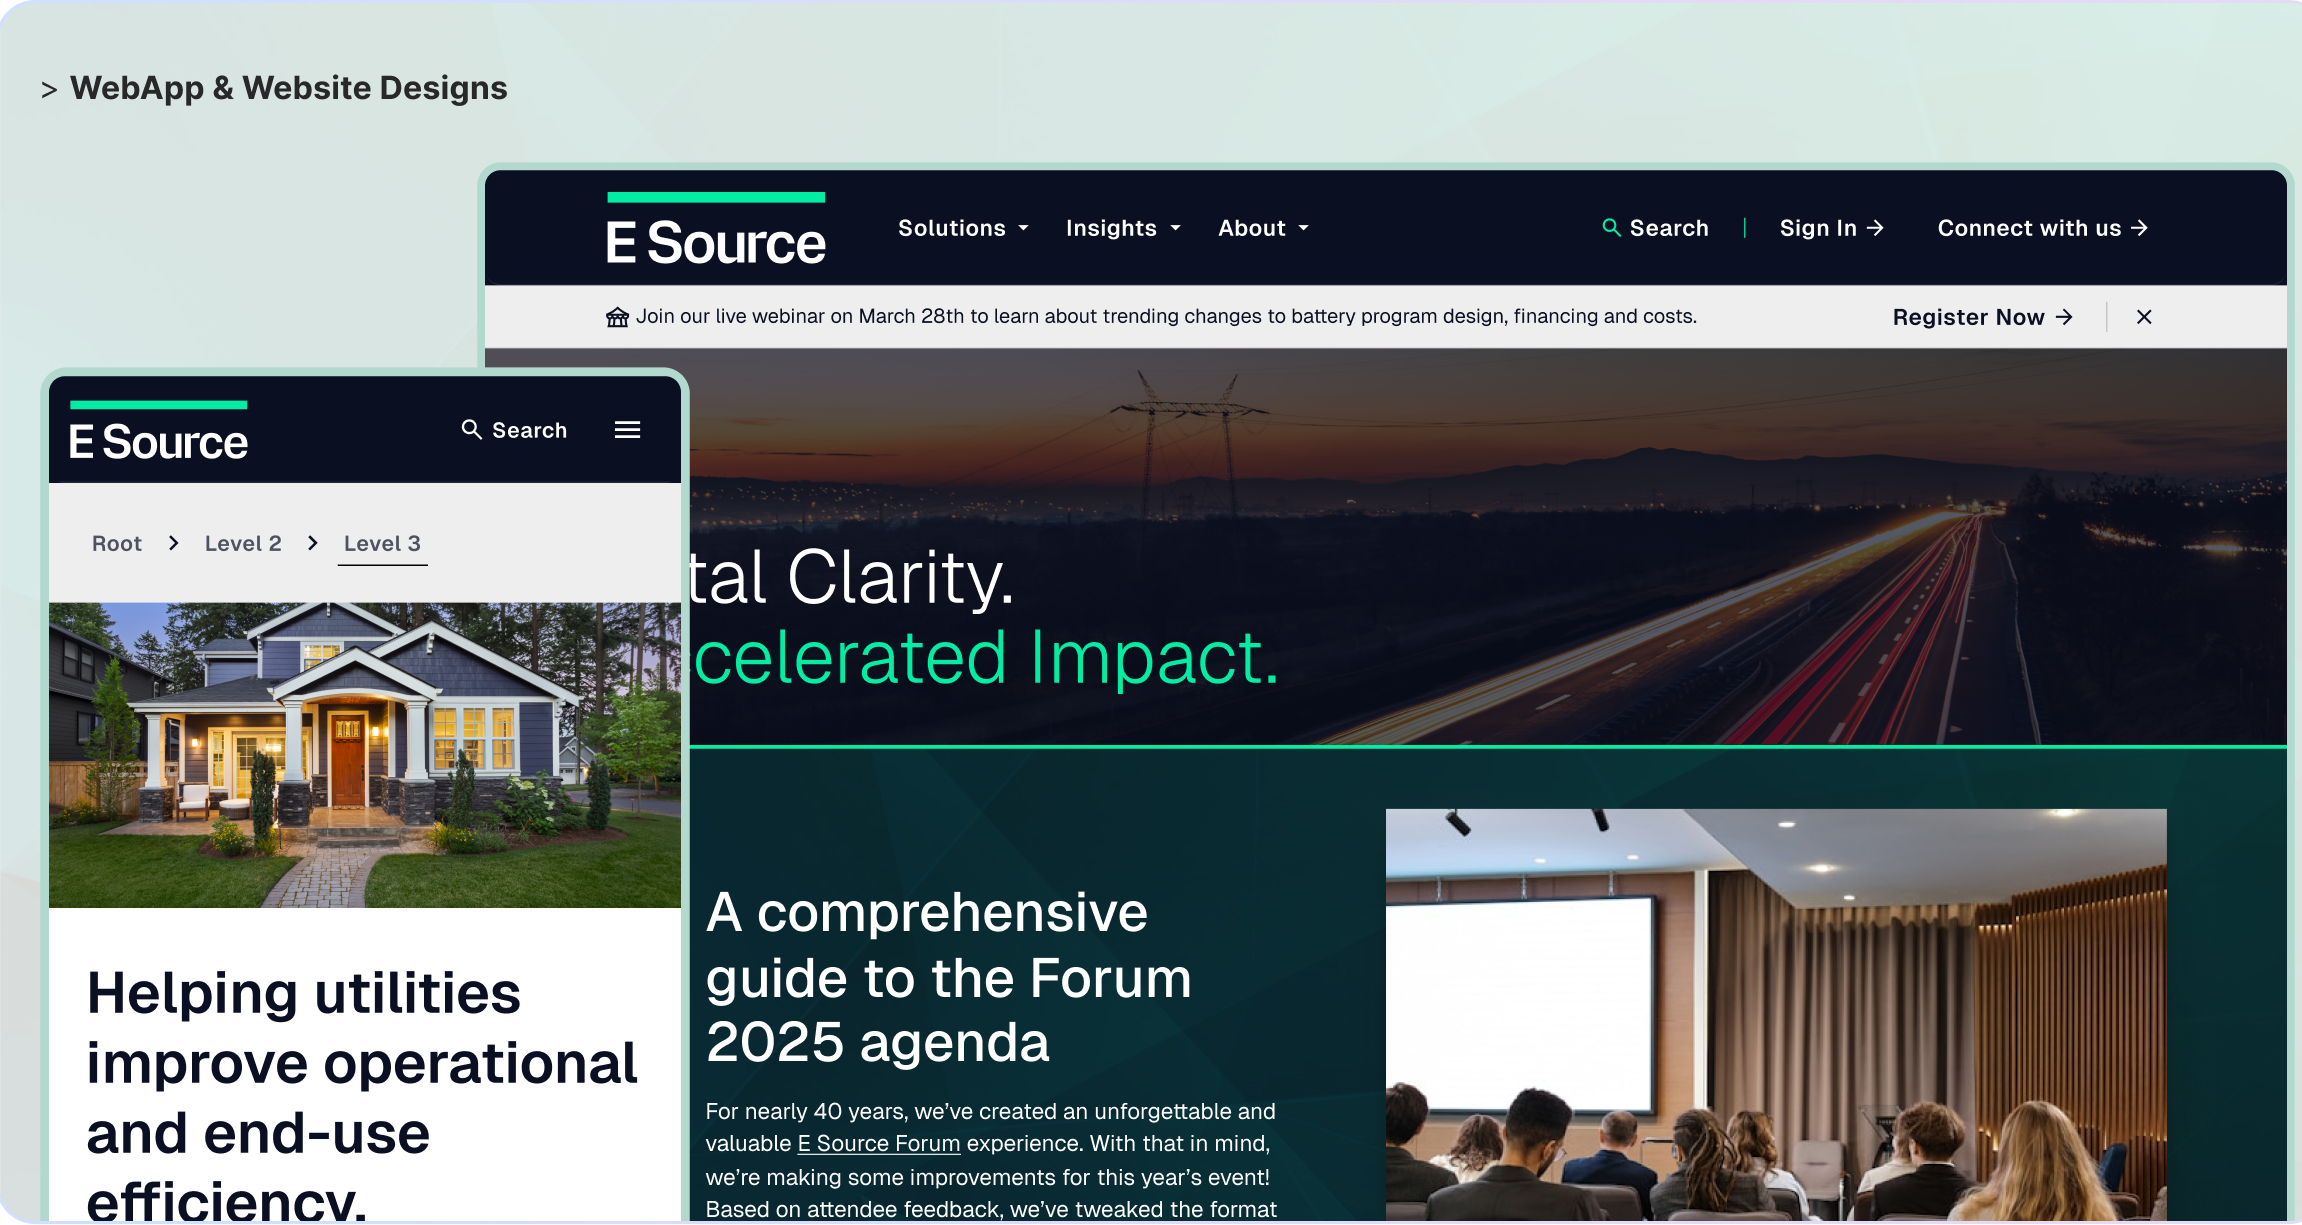 > WebApp & Website Designs
E Source
Solutions
Insights
About
Search
Sign In →
Connect with us →
Join our live webinar on March 28th to learn about trending changes to battery program design, financing and costs.
Register Now →
tal Clarity.
celerated Impact.
A comprehensive
guide to the Forum
2025 agenda
For nearly 40 years, we’ve created an unforgettable and
valuable E Source Forum experience. With that in mind,
we’re making some improvements for this year’s event!
Based on attendee feedback, we’ve tweaked the format
E Source
Search
Root > Level 2 > Level 3
Helping utilities
improve operational
and end-use
efficiency.